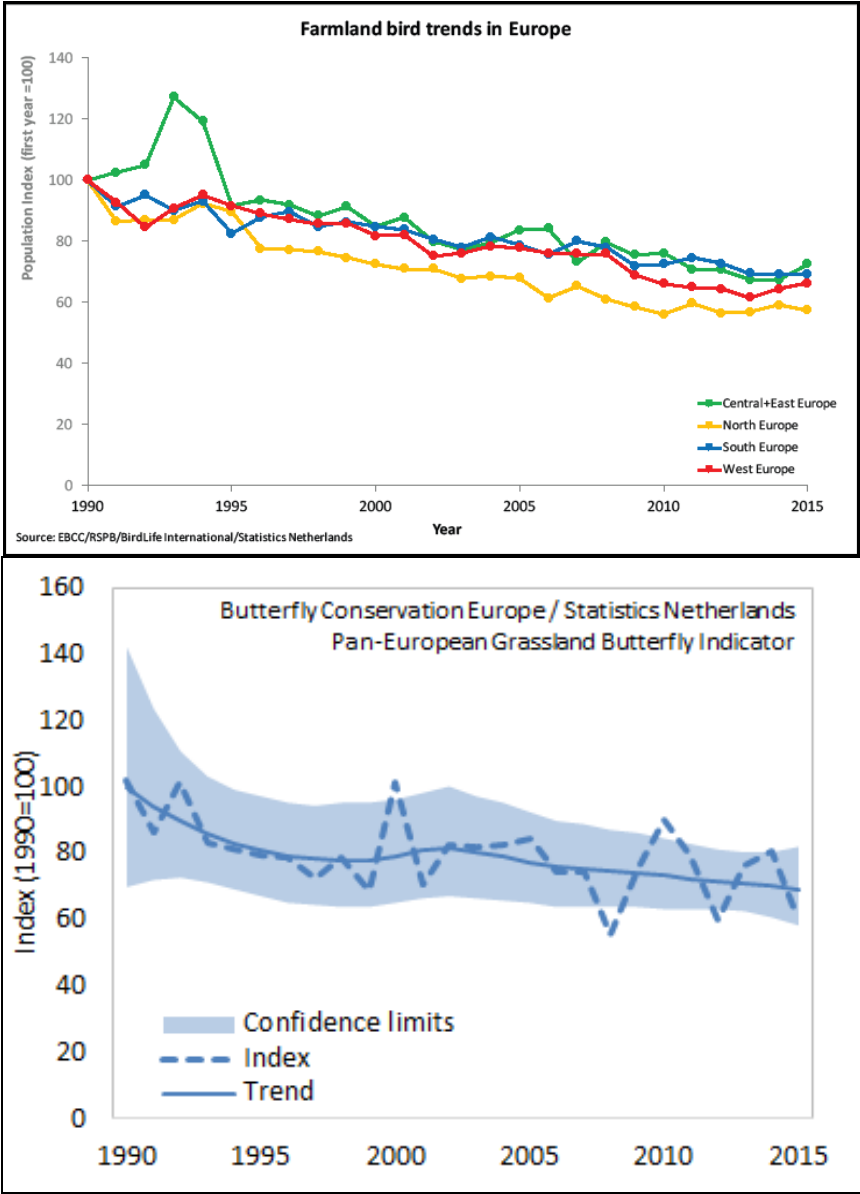 Farmland bird trends in Europe
Population Index (first year =100)
140
120
100
80
60
40
20
0
Central+East Europe
North Europe
South Europe
West Europe
1990
1995
2000
2005
2010
2015
Year
Source: EBCC/RSPB/BirdLife International/Statistics Netherlands
Butterfly Conservation Europe / Statistics Netherlands
Pan-European Grassland Butterfly Indicator
Index (1990=100)
160
140
120
100
80
60
40
20
0
Confidence limits
Index
Trend
1990
1995
2000
2005
2010
2015